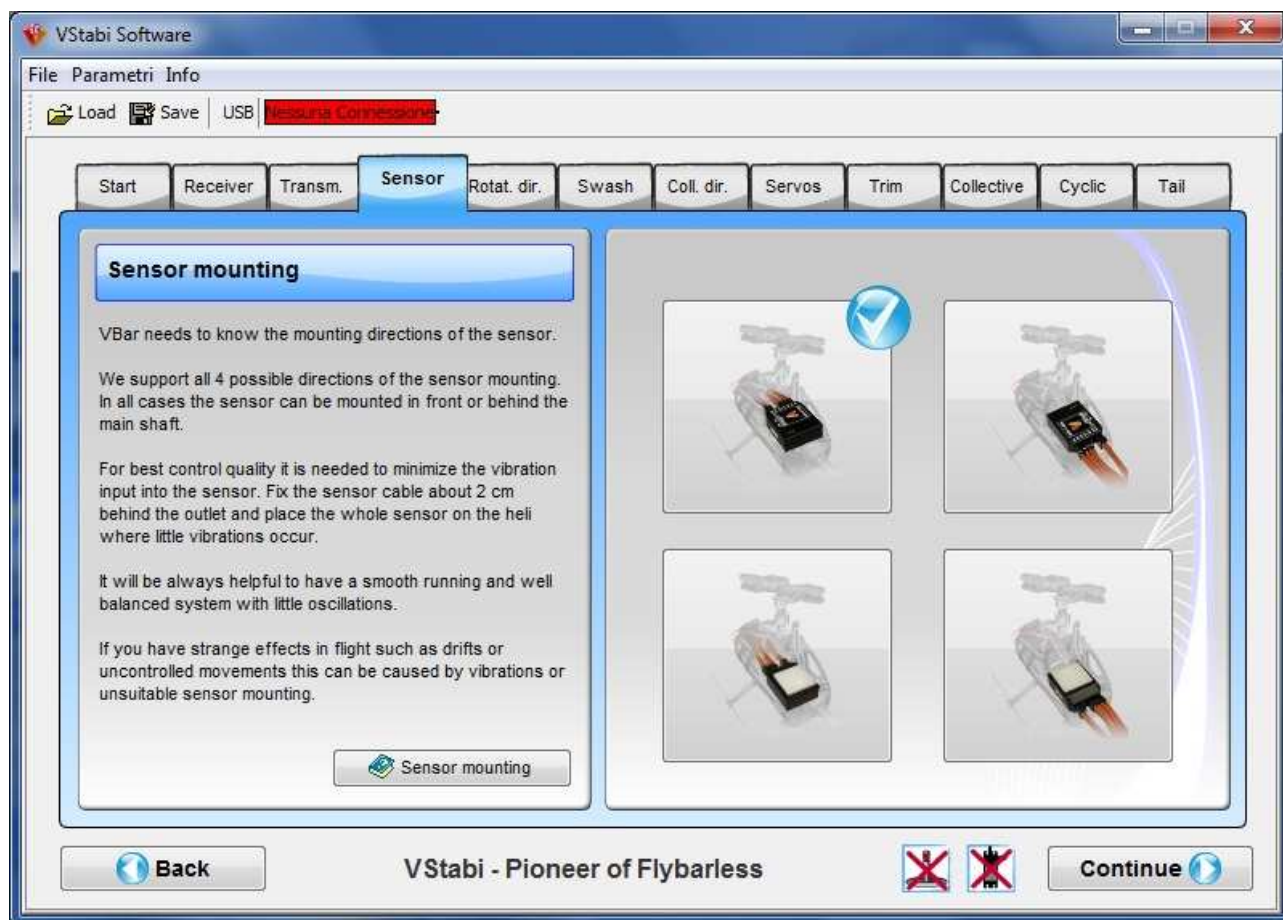 VStabi Software
File Parametri Info
Load Save USB Nessuna Connessione
Start Receiver Transm. Sensor Rotat. dir. Swash Coll. dir. Servos Trim Collective Cyclic Tail
Sensor mounting
VBar needs to know the mounting directions of the sensor.
We support all 4 possible directions of the sensor mounting.
In all cases the sensor can be mounted in front or behind the
main shaft.
For best control quality it is needed to minimize the vibration
input into the sensor. Fix the sensor cable about 2 cm
behind the outlet and place the whole sensor on the heli
where little vibrations occur.
It will be always helpful to have a smooth running and well
balanced system with little oscillations.
If you have strange effects in flight such as drifts or
uncontrolled movements this can be caused by vibrations or
unsuitable sensor mounting.
Sensor mounting
Back
VStabi - Pioneer of Flybarless
Continue